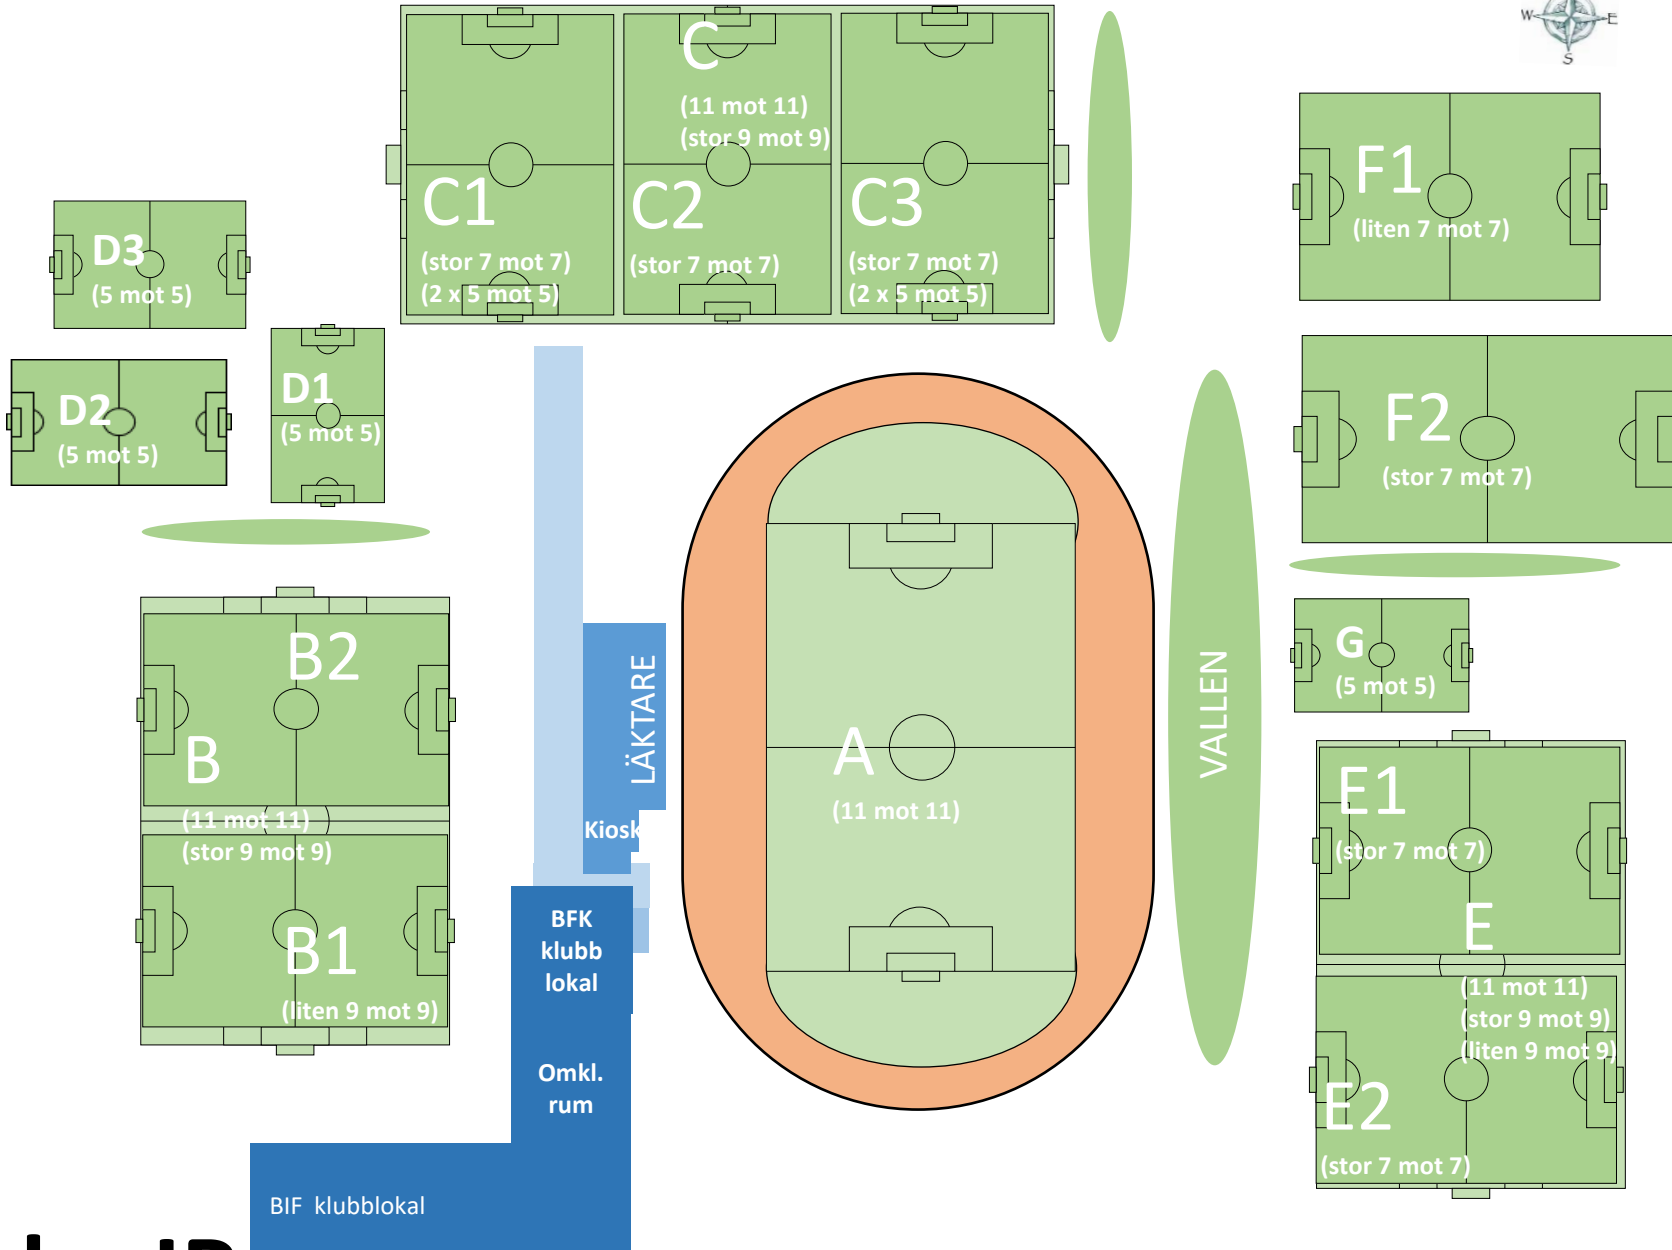 W E
S
C
(11 mot 11)
(stor 9 mot 9)
C1
(stor 7 mot 7)
(2 x 5 mot 5)
C2
(stor 7 mot 7)
C3
(stor 7 mot 7)
(2 x 5 mot 5)
F1
(liten 7 mot 7)
D3
(5 mot 5)
D2
(5 mot 5)
D1
(5 mot 5)
F2
(stor 7 mot 7)
B2
B
(11 mot 11)
(stor 9 mot 9)
B1
(liten 9 mot 9)
LÄKTARE
Kiosk
BFK
klubb
lokal
Omkl.
rum
BIF klubblokal
A
(11 mot 11)
VALLEN
G
(5 mot 5)
E1
(stor 7 mot 7)
E
(11 mot 11)
(stor 9 mot 9)
(liten 9 mot 9)
E2
(stor 7 mot 7)